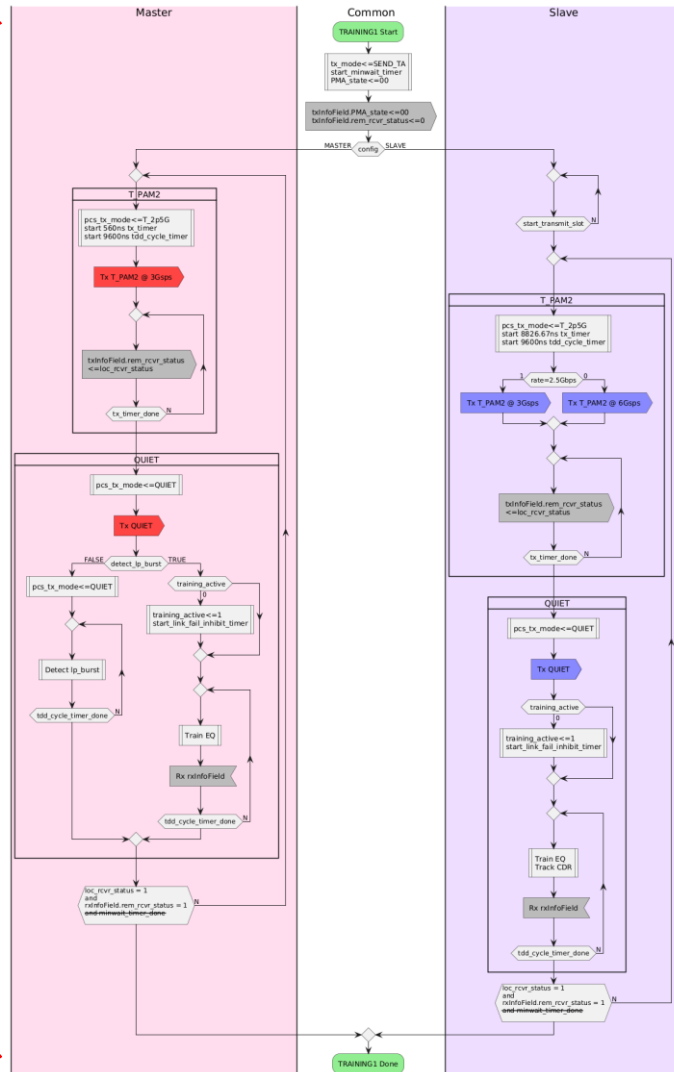 Master
Common
Slave
TRAINING1 Start
tx_mode<=SEND_TA
start_minwait_timer
PMA_state<=00
txInfoField.PMA_state<=00
txInfoField.rem_rcvr_status<=0
MASTER
config
SLAVE
T_PAM2
pcs_tx_mode<=T_2p5G
start 560ns tx_timer
start 9600ns tdd_cycle_timer
Tx T_PAM2 @ 3Gsps
txInfoField.rem_rcvr_status
<=loc_rcvr_status
tx_timer_done
N
QUIET
pcs_tx_mode<=QUIET
Tx QUIET
FALSE
detect_lp_burst
TRUE
pcs_tx_mode<=QUIET
Detect lp_burst
tdd_cycle_timer_done
N
training_active
0
training_active<=1
start_link_fail_inhibit_timer
Train EQ
Rx rxInfoField
tdd_cycle_timer_done
N
loc_rcvr_status = 1
and
rxInfoField.rem_rcvr_status = 1
and minwait_timer_done
N
start_transmit_slot
N
T_PAM2
pcs_tx_mode<=T_2p5G
start 8826.67ns tx_timer
start 9600ns tdd_cycle_timer
1
rate=2.5Gbps
0
Tx T_PAM2 @ 3Gsps
Tx T_PAM2 @ 6Gsps
txInfoField.rem_rcvr_status
<=loc_rcvr_status
tx_timer_done
N
QUIET
pcs_tx_mode<=QUIET
Tx QUIET
training_active
0
training_active<=1
start_link_fail_inhibit_timer
Train EQ
Track CDR
Rx rxInfoField
tdd_cycle_timer_done
N
loc_rcvr_status = 1
and
rxInfoField.rem_rcvr_status = 1
and minwait_timer_done
N
TRAINING1 Done